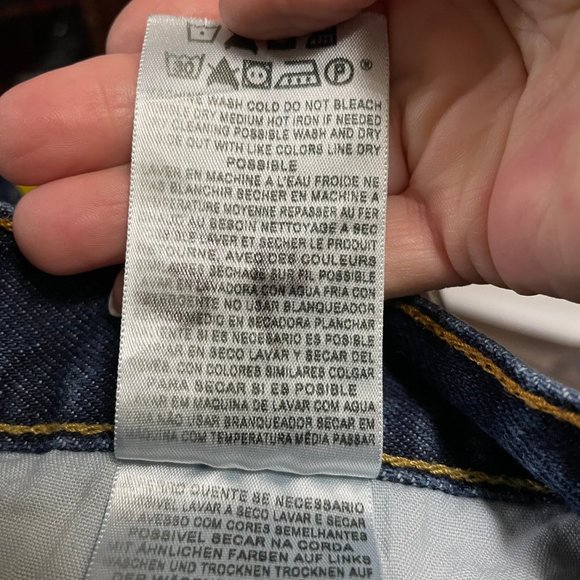 P®
WASH COLD DO NOT BLEACH
DRY MEDIUM HOT IRON IF NEEDED
CLEANING POSSIBLE WASH AND DRY
OUT WITH LIKE COLORS LINE DRY
POSSIBLE
EN MACHINE A L'EAU FROIDE NE
BLANCHIR SECHER EN MACHINE A
MOYENNE REPASSER AU FER
AU BESOIN NETTOYAGE A SEC
LAVER ET SECHER LE PRODUIT
AVEC DES COULEURS
SECHAGE SUR FIL POSSIBLE
LAVADORA CON AGUA FRIA CON
NO USAR BLANQUEADOR
EN SECADORA PLANCHAR
SI ES NECESARIO ES POSIBLE
EN SECO LAVAR Y SECAR DEL
CON COLORES SIMILARES COLGAR
PARA SECAR SI ES POSIBLE
EM MAQUINA DE LAVAR COM AGUA
NÃO USAR BRANQUEADOR SECAR EM
COM TEMPERATURA MÉDIA PASSAR
QUENTE SE NECESSARIO
LAVAR A SECO LAVAR E SECAR
AVESSO COM CORES SEMELHANTES
POSSIVEL SECAR NA CORDA
MIT ÄHNLICHEN FARBEN AUF LINKS
WASCHEN UND TROCKNEN TROCKNEN AUF